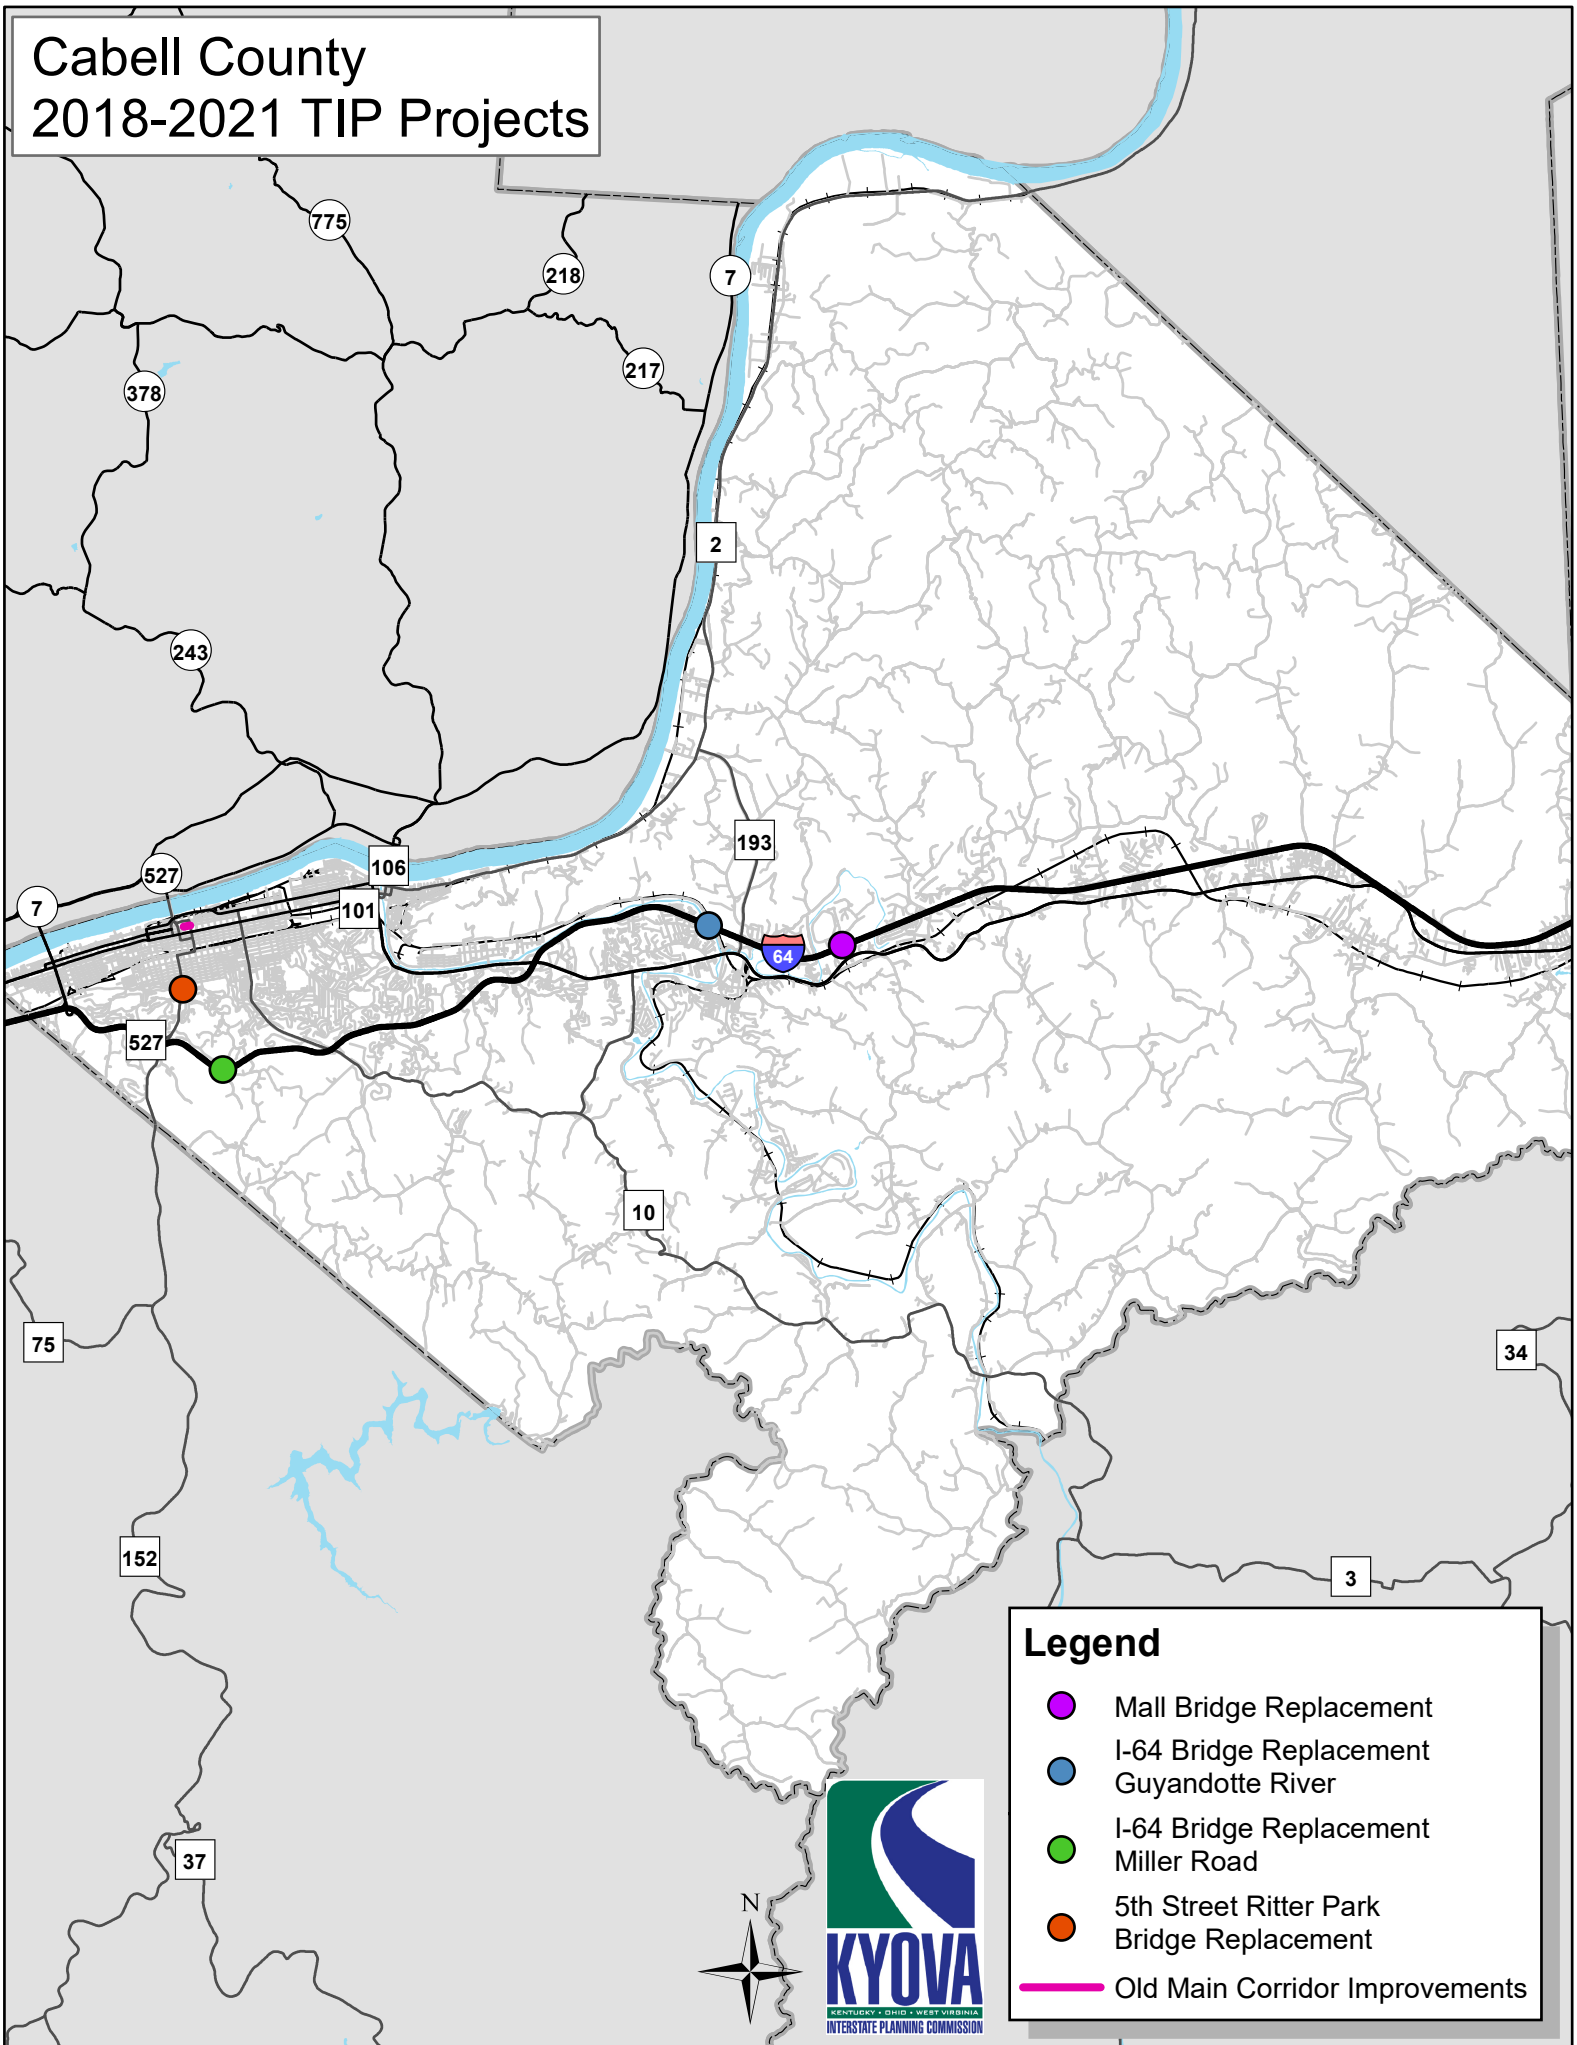 Cabell County
2018-2021 TIP Projects
775
218
7
217
378
2
243
193
106
527
7
101
64
527
10
75
34
152
3
37
Legend
Mall Bridge Replacement
I-64 Bridge Replacement
Guyandotte River
I-64 Bridge Replacement
Miller Road
5th Street Ritter Park
Bridge Replacement
Old Main Corridor Improvements
N
KYOVA
KENTUCKY • OHIO • WEST VIRGINIA
INTERSTATE PLANNING COMMISSION